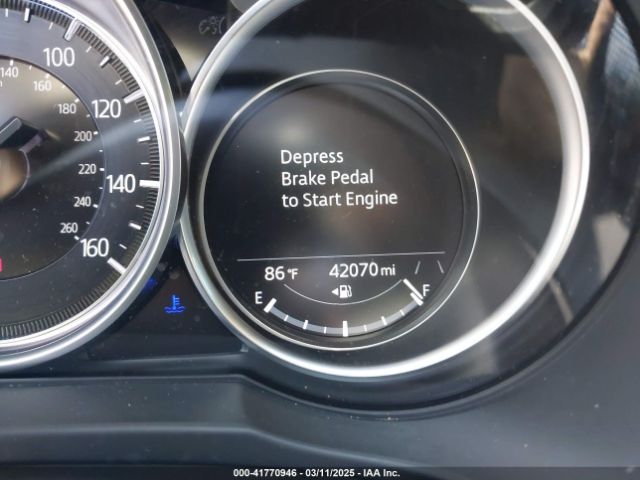 100
120
140
160
140
160
180
200
220
240
260
Depress
Brake Pedal
to Start Engine
86°F 42070 mi
E F
000-41770946 - 03/11/2025 - IAA Inc.